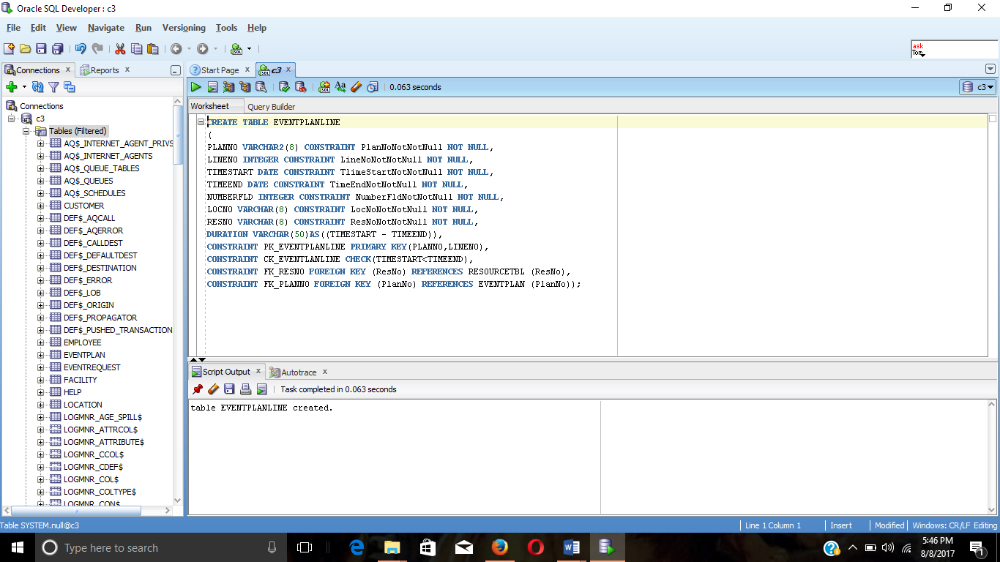 Oracle SQL Developer : c3
File Edit View Navigate Run Versioning Tools Help
ask
Tom
Connections
Reports
Connections
c3
Tables (Filtered)
AQ$_INTERNET_AGENT_PRIVS
AQ$_INTERNET_AGENTS
AQ$_QUEUE_TABLES
AQ$_QUEUES
AQ$_SCHEDULES
CUSTOMER
DEF$_AQCALL
DEF$_AQERROR
DEF$_CALLDEST
DEF$_DEFAULTDEST
DEF$_DESTINATION
DEF$_ERROR
DEF$_LOB
DEF$_ORIGIN
DEF$_PROPAGATOR
DEF$_PUSHED_TRANSACTION
EMPLOYEE
EVENTPLAN
EVENTREQUEST
FACILITY
HELP
LOCATION
LOGMNR_AGE_SPILL$
LOGMNR_ATTRCOL$
LOGMNR_ATTRIBUTE$
LOGMNR_CCOL$
LOGMNR_CDEF$
LOGMNR_COL$
LOGMNR_COLTYPE$
LOGMNR_CON$
Start Page
c3
SQL
Aa
0.063 seconds
c3
Worksheet Query Builder
CREATE TABLE EVENTPLANLINE
(
PLANNO VARCHAR2(8) CONSTRAINT PlanNoNotNotNull NOT NULL,
LINENO INTEGER CONSTRAINT LineNoNotNotNull NOT NULL,
TIMESTART DATE CONSTRAINT TlimeStartNotNotNull NOT NULL,
TIMEEND DATE CONSTRAINT TimeEndNotNotNull NOT NULL,
NUMBERFLD INTEGER CONSTRAINT NumberFldNotNotNull NOT NULL,
LOCNO VARCHAR(8) CONSTRAINT LocNoNotNotNull NOT NULL,
RESNO VARCHAR(8) CONSTRAINT ResNoNotNotNull NOT NULL,
DURATION VARCHAR(50)AS((TIMESTART - TIMEEND)),
CONSTRAINT PK_EVENTPLANLINE PRIMARY KEY(PLANNO,LINENO),
CONSTRAINT CK_EVENTLANLINE CHECK(TIMESTART<TIMEEND),
CONSTRAINT FK_RESNO FOREIGN KEY (ResNo) REFERENCES RESOURCETBL (ResNo),
CONSTRAINT FK_PLANNO FOREIGN KEY (PlanNo) REFERENCES EVENTPLAN (PlanNo));
Script Output
Autotrace
Task completed in 0.063 seconds
table EVENTPLANLINE created.
Table SYSTEM.null@c3
Line 1 Column 1
Insert
Modified
Windows: CR/LF Editing
Type here to search
5:46 PM
8/8/2017
1